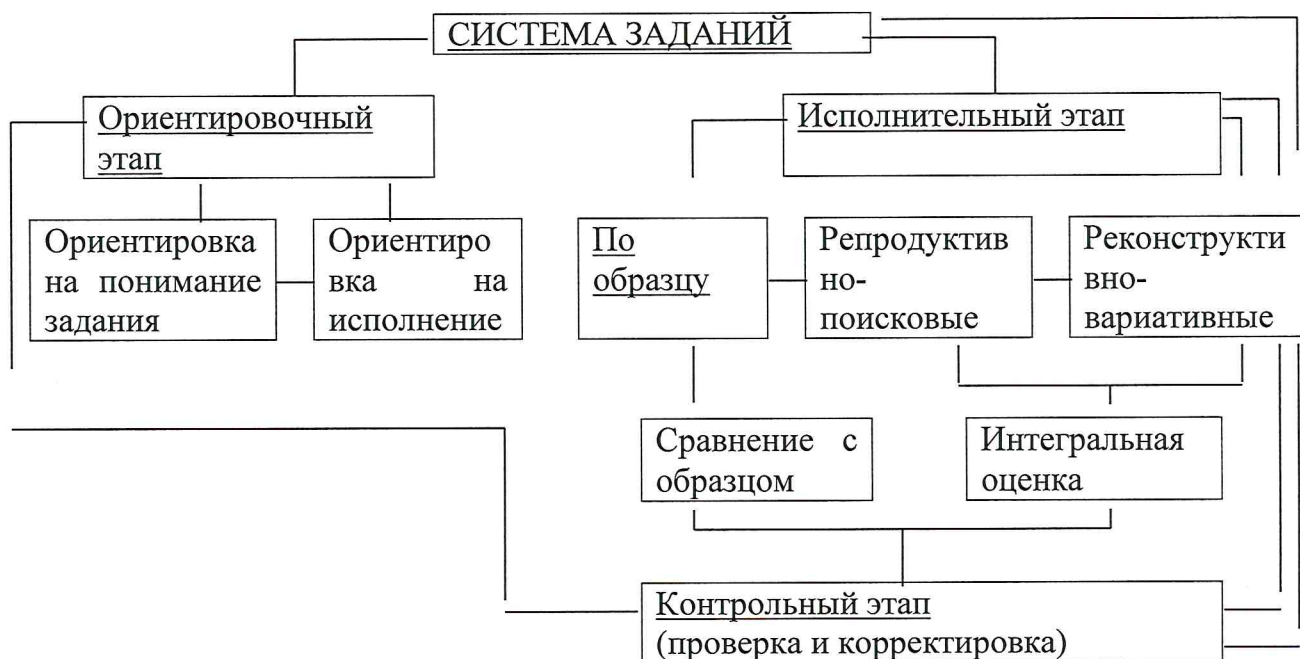 СИСТЕМА ЗАДАНИЙ
Ориентировочный
этап
Исполнительный этап
Ориентировка
на понимание
задания
Ориентиро
вка на
исполнение
По
образцу
Репродуктив
но-
поисковые
Реконструкти
вно-
вариативные
Сравнение с
образцом
Интегральная
оценка
Контрольный этап
(проверка и корректировка)